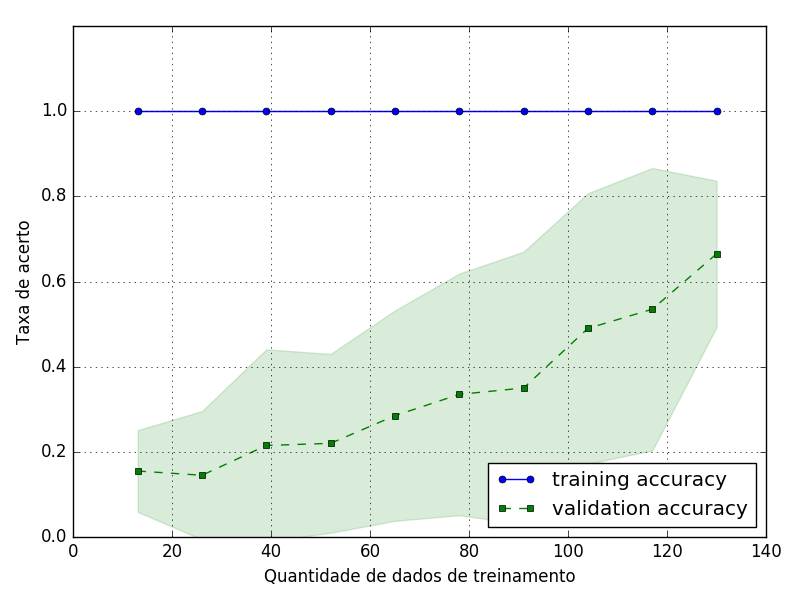 Taxa de acerto
1.0
0.8
0.6
0.4
0.2
0.0
training accuracy
validation accuracy
0 20 40 60 80 100 120 140
Quantidade de dados de treinamento